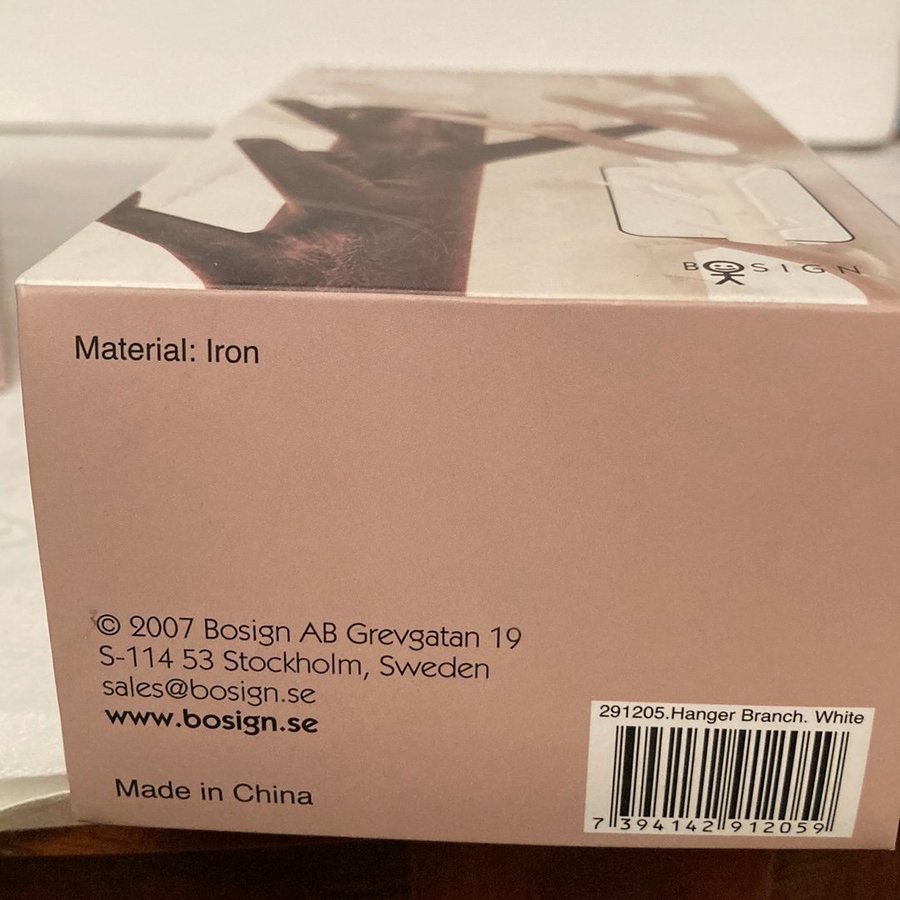 BOSIGN
Material: Iron
© 2007 Bosign AB Grevgatan 19
S-114 53 Stockholm, Sweden
sales@bosign.se
www.bosign.se
Made in China
291205.Hanger Branch. White
7 394142 912059